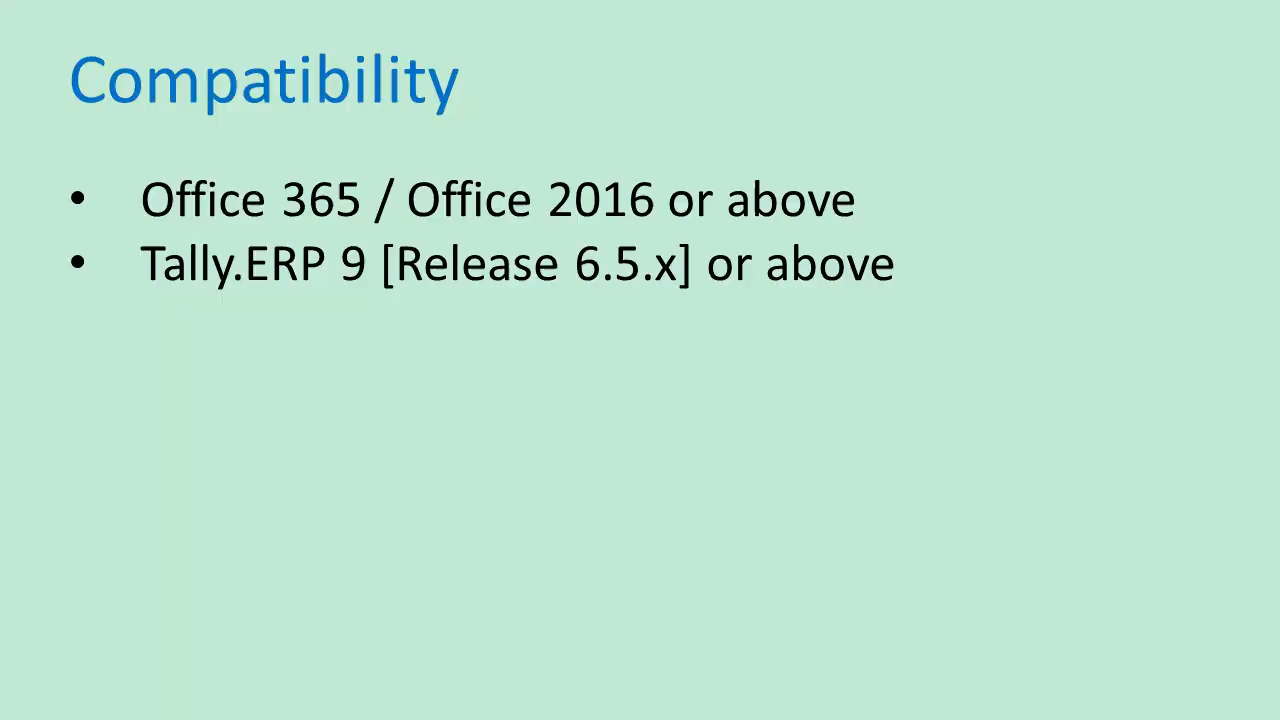 Compatibility
• Office 365 / Office 2016 or above
• Tally.ERP 9 [Release 6.5.x] or above